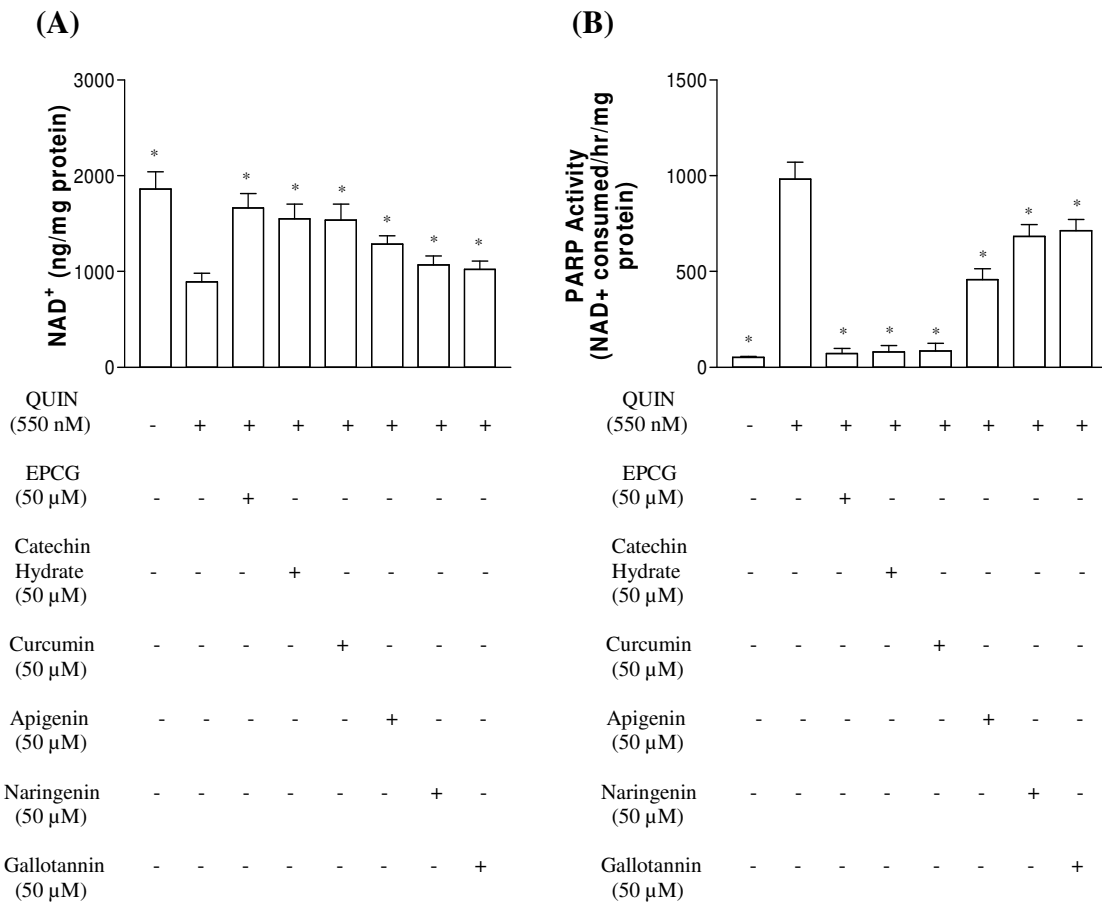 (A)
NAD⁺ (ng/mg protein)
3000
2000
1000
0
* * * * * * *
QUIN
(550 nM) - + + + + + + +
EPCG
(50 µM) - - + - - - - -
Catechin
Hydrate - - - + - - - -
(50 µM)
Curcumin - - - - + - - -
(50 µM)
Apigenin - - - - - + - -
(50 µM)
Naringenin - - - - - - + -
(50 µM)
Gallotannin - - - - - - - +
(50 µM)
(B)
PARP Activity
(NAD+ consumed/hr/mg
protein)
1500
1000
500
0
* * * * * * *
QUIN
(550 nM) - + + + + + + +
EPCG
(50 µM) - - + - - - - -
Catechin
Hydrate - - - + - - - -
(50 µM)
Curcumin - - - - + - - -
(50 µM)
Apigenin - - - - - + - -
(50 µM)
Naringenin - - - - - - + -
(50 µM)
Gallotannin - - - - - - - +
(50 µM)